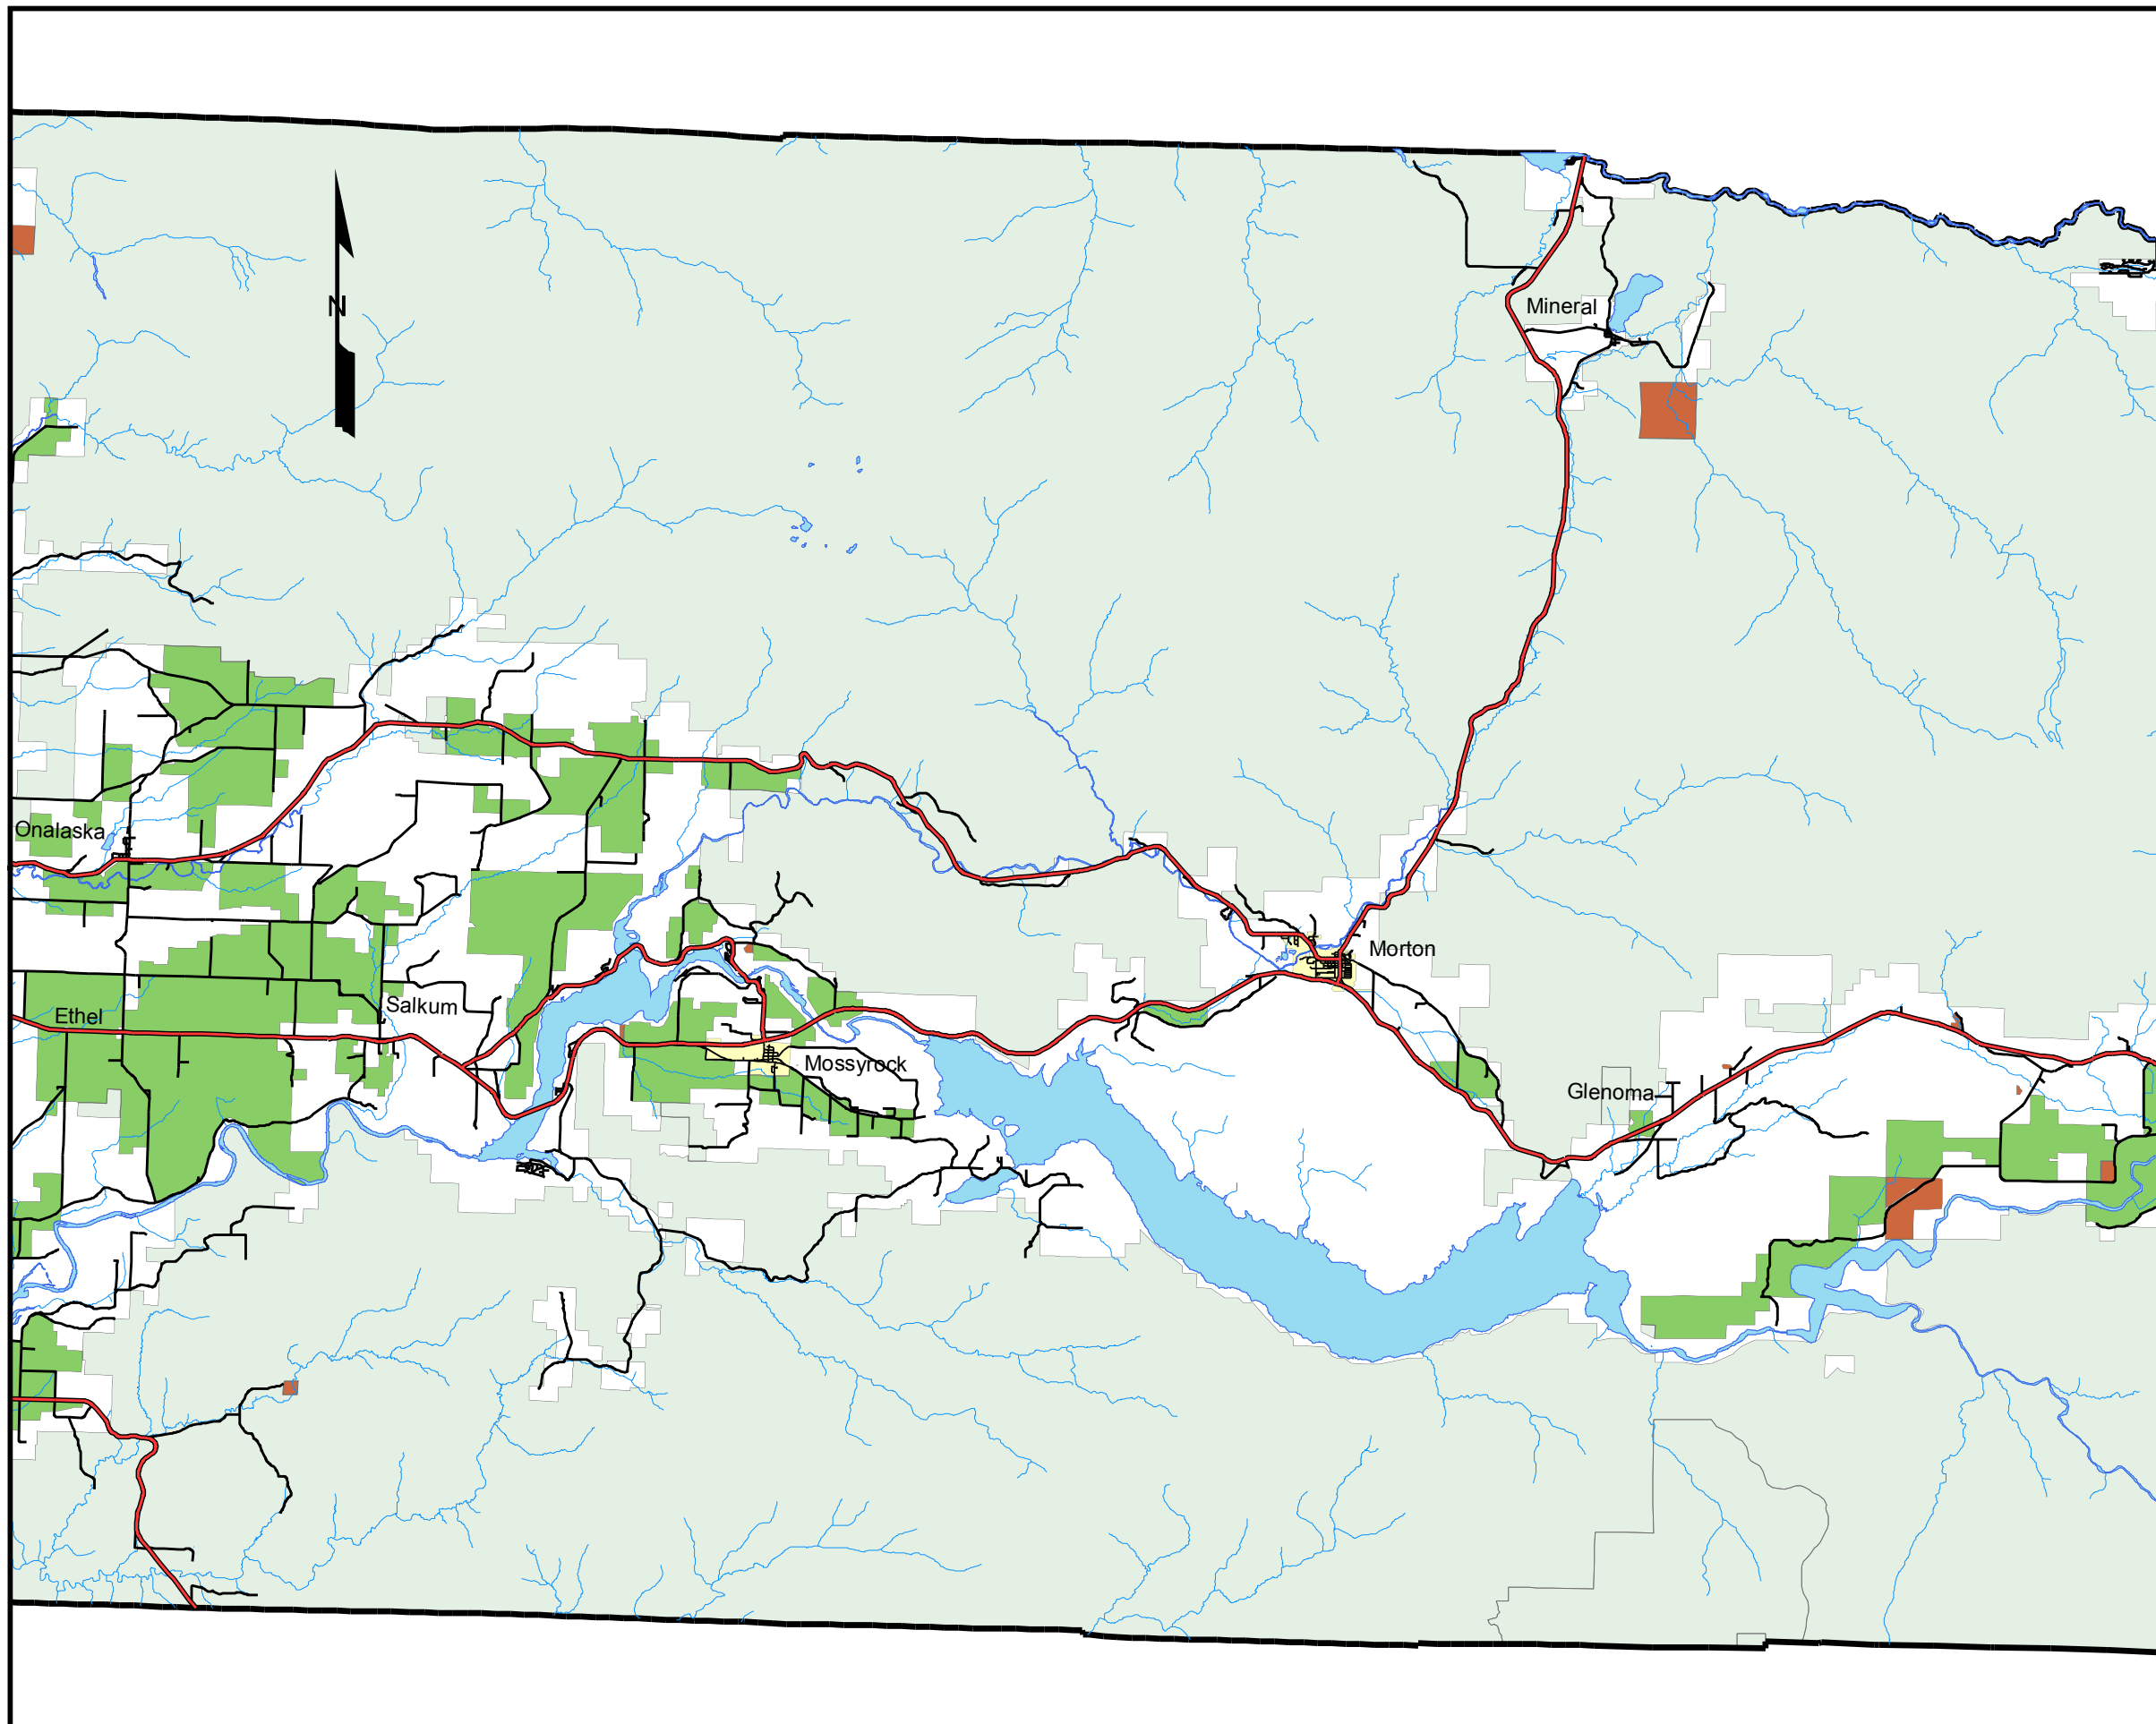 N
Mineral
Onalaska
Morton
Salkum
Ethel
Mossyrock
Glenoma